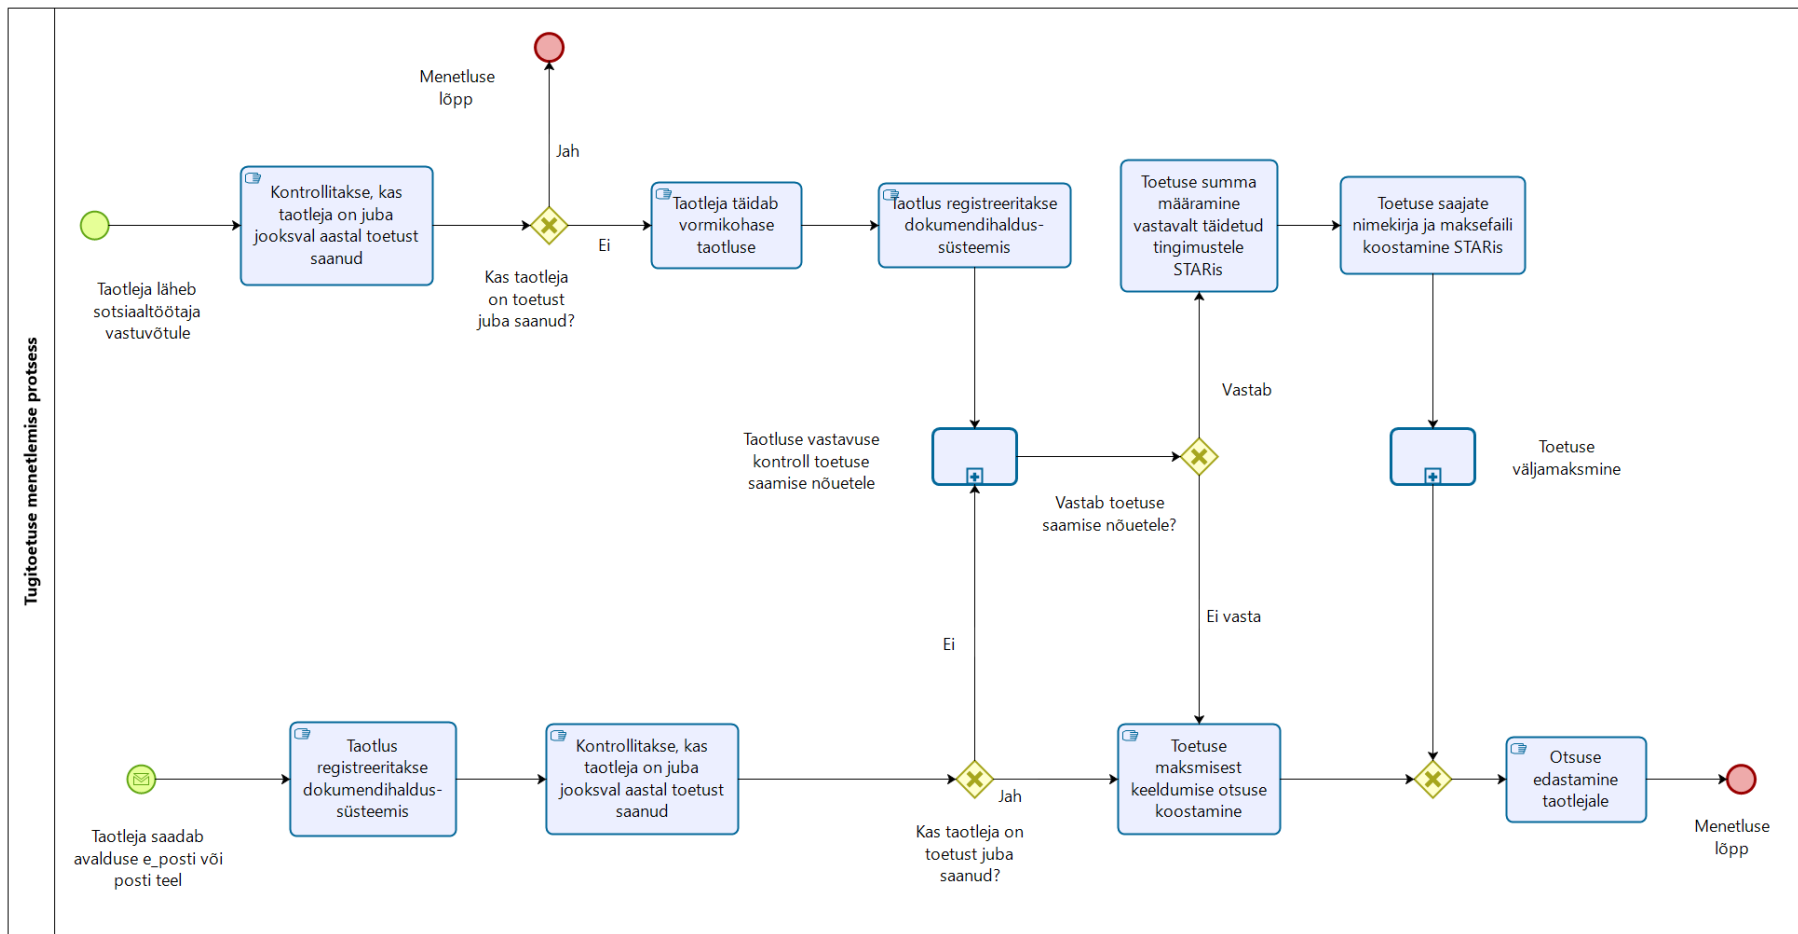 Tugitoetuse menetlemise protsess
Menetluse
lõpp
Jah
Kontrollitakse, kas
taotleja on juba
jooksval aastal toetust
saanud
Taotleja läheb
sotsiaaltöötaja
vastuvõtule
Ei
Kas taotleja
on toetust
juba saanud?
Taotleja täidab
vormikohase
taotluse
Taotlus registreeritakse
dokumendihaldus-
süsteemis
Toetuse summa
määramine
vastavalt täidetud
tingimustele
STARis
Toetuse saajate
nimekirja ja maksefaili
koostamine STARis
Vastab
Taotluse vastavuse
kontroll toetuse
saamise nõuetele
Vastab toetuse
saamise nõuetele?
Toetuse
väljamaksmine
Ei vasta
Ei
Taotleja saadab
avalduse e_posti või
posti teel
Taotlus
registreeritakse
dokumendihaldus-
süsteemis
Kontrollitakse, kas
taotleja on juba
jooksval aastal toetust
saanud
Jah
Kas taotleja on
toetust juba
saanud?
Toetuse
maksmisest
keeldumise otsuse
koostamine
Otsuse
edastamine
taotlejale
Menetluse
lõpp